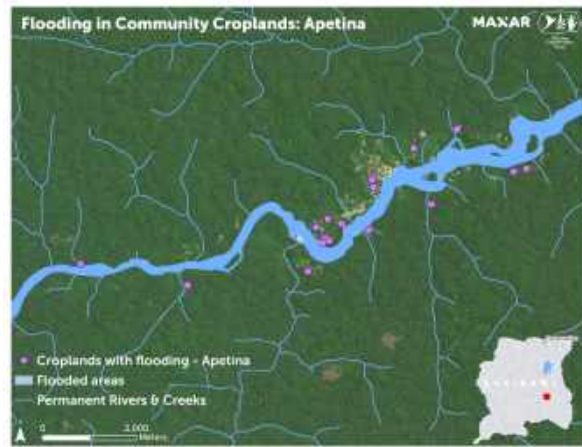 Flooding in Community Croplands: Apetina
MAXAR
Croplands with flooding - Apetina
Flooded areas
Permanent Rivers & Creeks
0
2,000
Meters
SURINAME